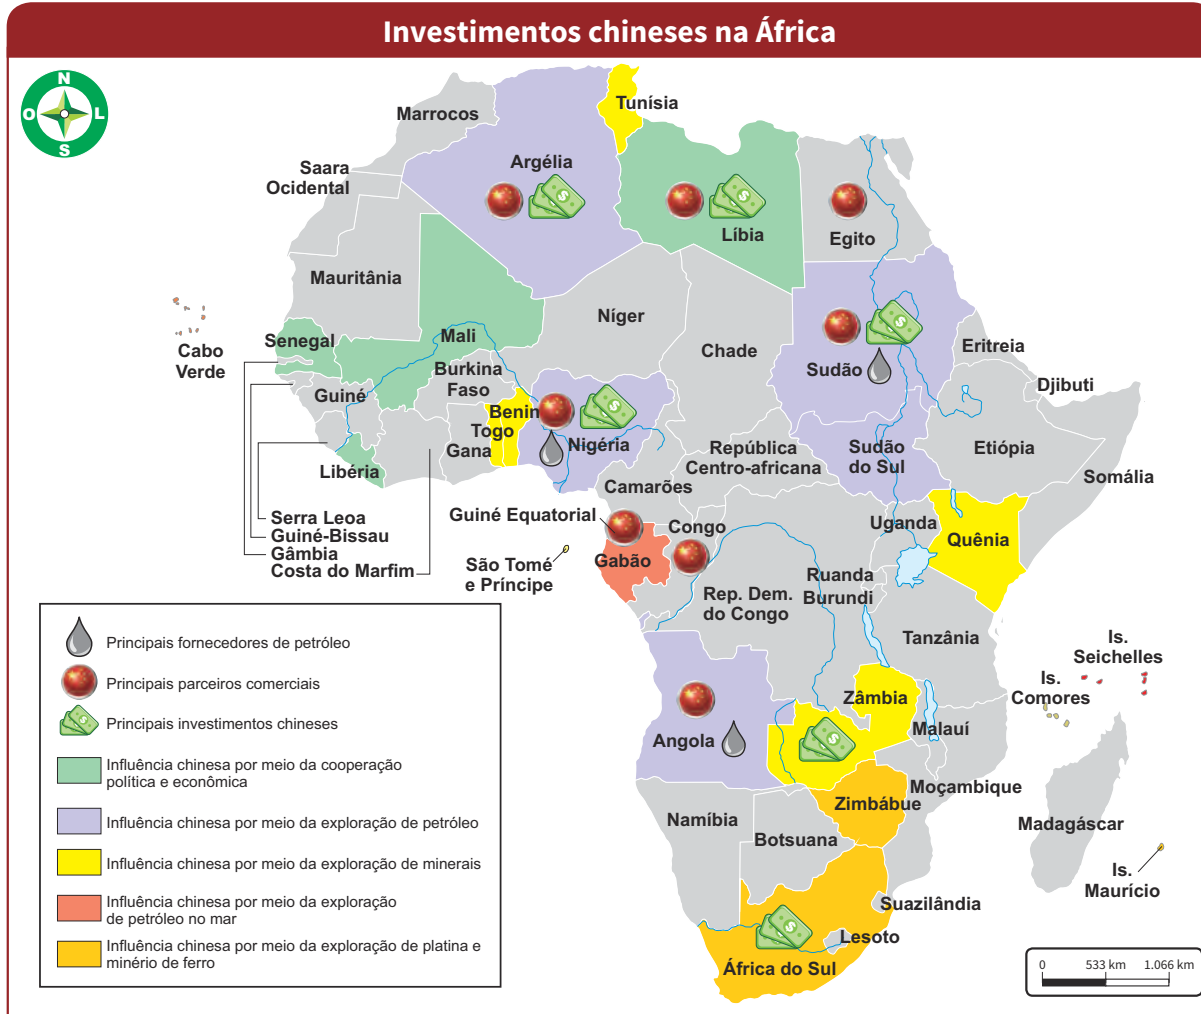 Investimentos chineses na África
N
O
L
S
Marrocos
Tunísia
Argélia
Saara
Ocidental
Líbia
Egito
Mauritânia
Níger
Chade
Mali
Senegal
Cabo
Verde
Burkina
Faso
Guiné
Benin
Togo
Gana
Nigéria
Sudão
Eritreia
Djibuti
Etiópia
Somália
Sudão
do Sul
República
Centro-africana
Libéria
Camarões
Serra Leoa
Guiné-Bissau
Gâmbia
Costa do Marfim
Guiné Equatorial
Congo
Uganda
Quênia
São Tomé
e Príncipe
Gabão
Rep. Dem.
do Congo
Ruanda
Burundi
Tanzânia
Is.
Seichelles
Is.
Comores
Zâmbia
Malauí
Angola
Moçambique
Zimbábue
Namíbia
Botsuana
Madagáscar
Is.
Maurício
Suazilândia
Lesoto
África do Sul
Principais fornecedores de petróleo
Principais parceiros comerciais
Principais investimentos chineses
Influência chinesa por meio da cooperação
política e econômica
Influência chinesa por meio da exploração de petróleo
Influência chinesa por meio da exploração de minerais
Influência chinesa por meio da exploração
de petróleo no mar
Influência chinesa por meio da exploração de platina e
minério de ferro
0 533 km 1.066 km